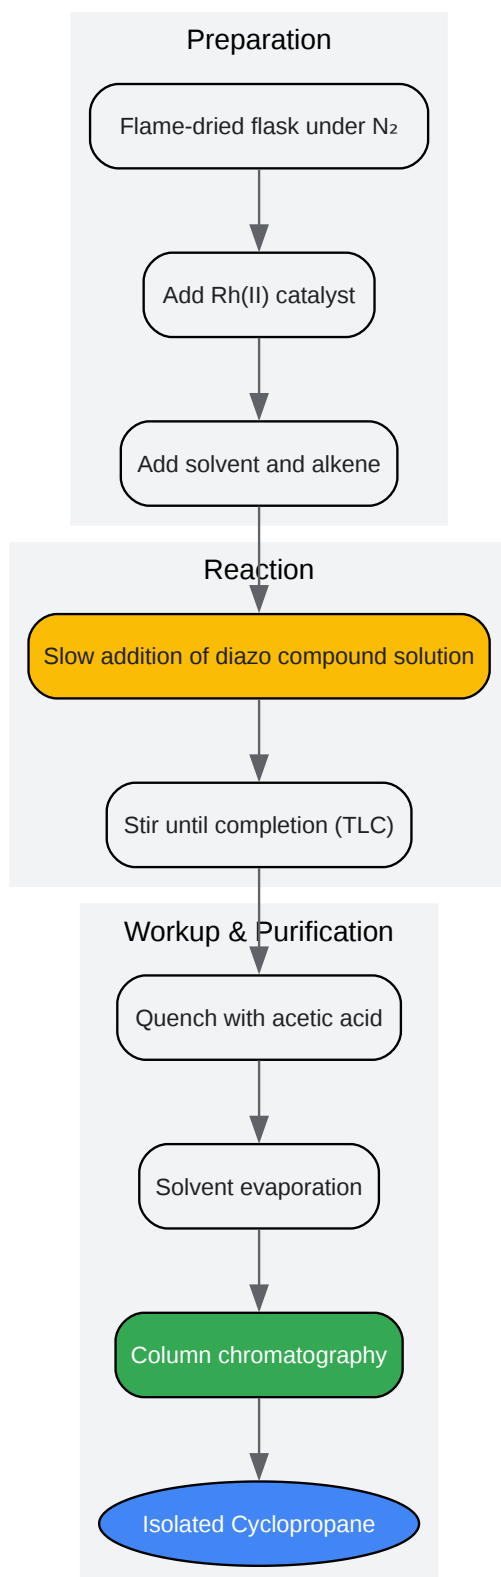 Preparation
Flame-dried flask under N₂
Add Rh(II) catalyst
Add solvent and alkene
Reaction
Slow addition of diazo compound solution
Stir until completion (TLC)
Workup & Purification
Quench with acetic acid
Solvent evaporation
Column chromatography
Isolated Cyclopropane